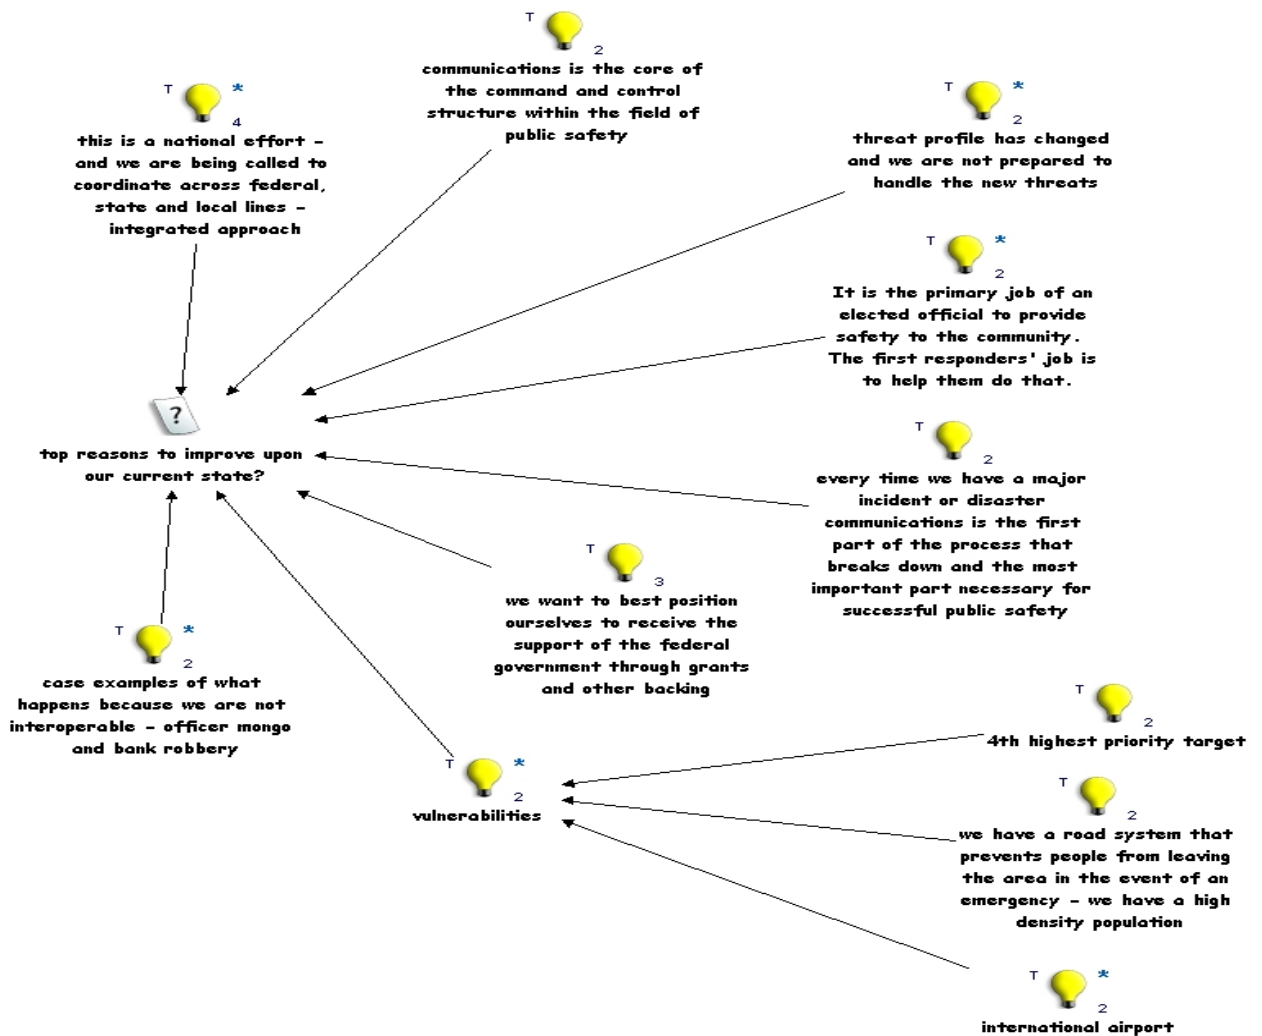 T
2
communications is the core of
the command and control
structure within the field of
public safety
T *
4
this is a national effort -
and we are being called to
coordinate across federal,
state and local lines -
integrated approach
T *
2
threat profile has changed
and we are not prepared to
handle the new threats
T *
2
It is the primary job of an
elected official to provide
safety to the community.
The first responders' job is
to help them do that.
?
top reasons to improve upon
our current state?
T
2
every time we have a major
incident or disaster
communications is the first
part of the process that
breaks down and the most
important part necessary for
successful public safety
T
3
we want to best position
ourselves to receive the
support of the federal
government through grants
and other backing
T *
2
case examples of what
happens because we are not
interoperable - officer mongo
and bank robbery
T *
2
vulnerabilities
T
2
4th highest priority target
T
2
we have a road system that
prevents people from leaving
the area in the event of an
emergency - we have a high
density population
T *
2
international airport